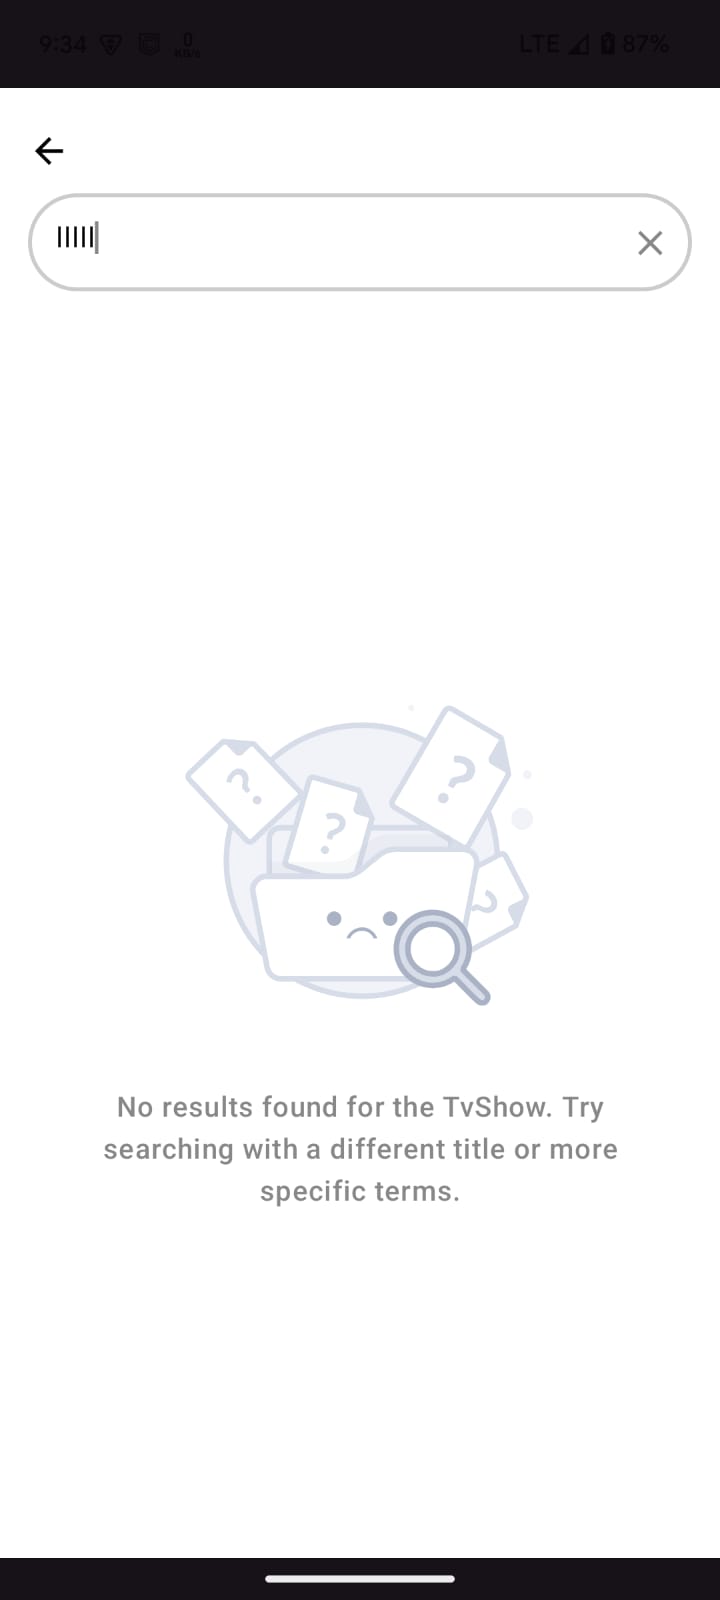 9:34 0 KB/s LTE 87%
lllll
No results found for the TvShow. Try
searching with a different title or more
specific terms.